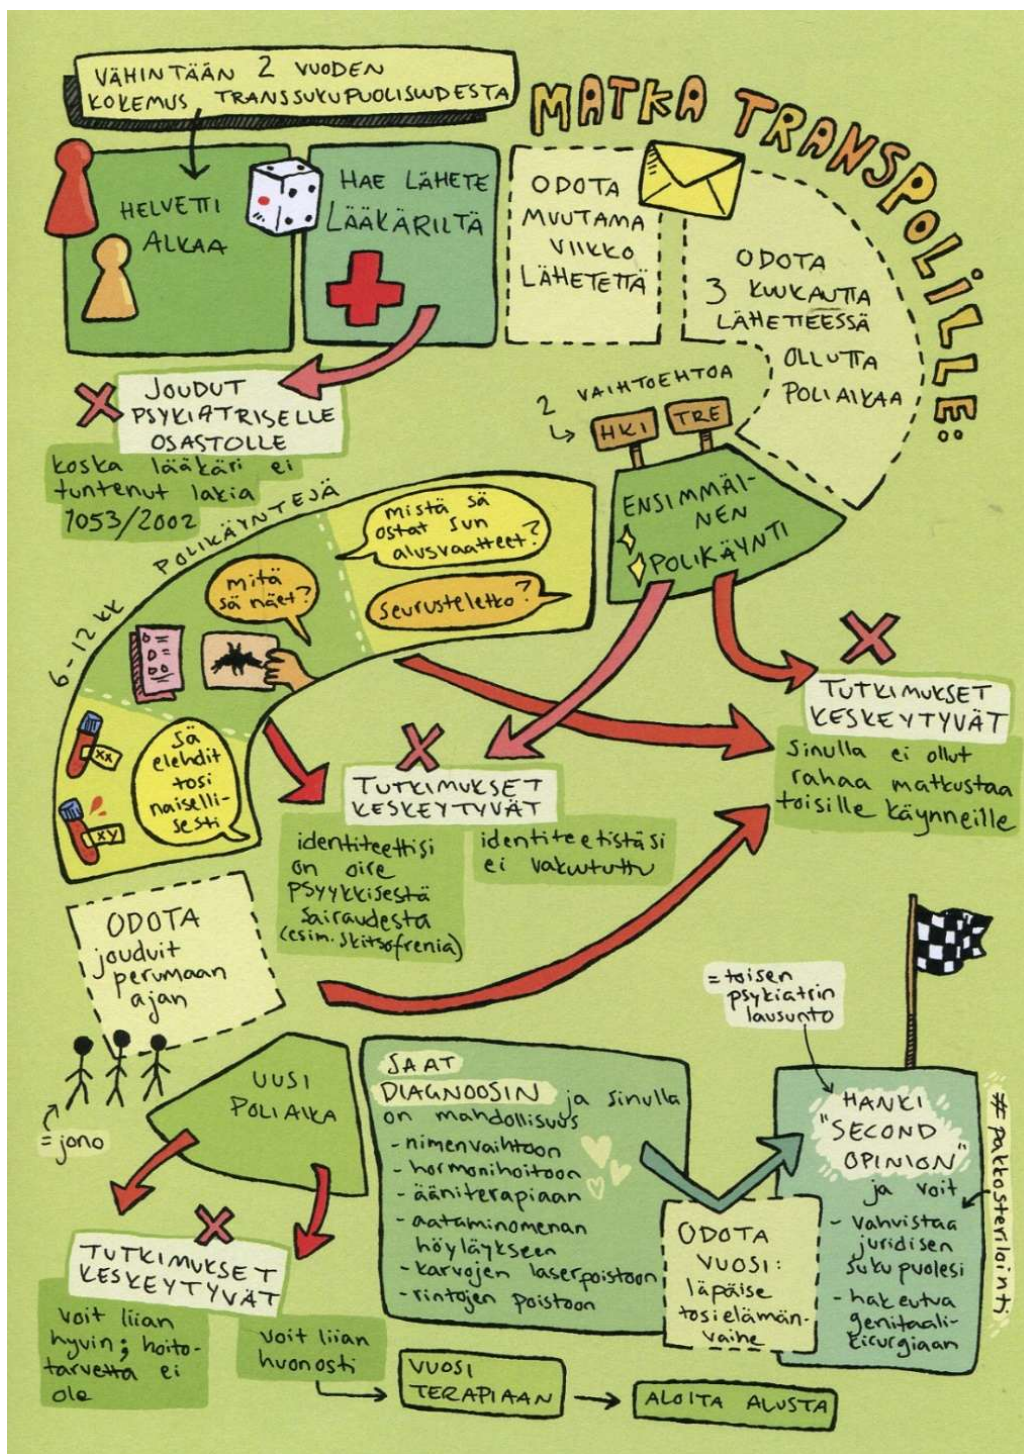 VÄHINTÄÄN 2 VUODEN
KOKEMUS TRANSSUKUPUOLISUUDESTA
MATKA TRANSPOLILLE:
HELVETTI
ALKAA
HAE LÄHETE
LÄÄKÄRILTÄ
ODOTA
MUUTAMA
VIIKKO
LÄHETETTÄ
ODOTA
3 KUUKAUTTA
LÄHETTEESSÄ
OLLUTTA
POLIAIKAA
JOUDUT
PSYKIATRISELLE
OSASTOLLE
koska lääkäri ei
tuntenut lakia
1053/2002
2 VAIHTOEHTOA
HKI
TRE
ENSIMMÄI-
NEN
POLIKÄYNTI
6-12 kk POLIKÄYNTEJÄ
mistä sä
ostat sun
alusvaatteet?
seurusteletko?
mitä
sä näet?
XX
XY
Sä
elehdit
tosi
naiselli-
sesti
TUTKIMUKSET
KESKEYTYVÄT
sinulla ei ollut
rahaa matkustaa
toisille käynneille
TUTKIMUKSET
KESKEYTYVÄT
identiteettisi
on oire
psyykkisestä
sairaudesta
(esim. skitsofrenia)
identiteetistäsi
ei vakuututtu
ODOTA
jouduit
perumaan
ajan
= jono
UUSI
POLIAIKA
TUTKIMUKSET
KESKEYTYVÄT
voit liian
hyvin; hoito-
tarvetta ei
ole
voit liian
huonosti
VUOSI
TERAPIAAN
ALOITA ALUSTA
SAAT
DIAGNOOSIN ja sinulla
on mahdollisuus
- nimenvaihtoon
- hormonihoitoon
- ääniterapiaan
- aataminomenan
höyläykseen
- karvojen laserpoistoon
- rintojen poistoon
ODOTA
VUOSI:
läpäise
tosielämän-
vaihe
= toisen
psykiatrin
lausunto
HANKI
"SECOND
OPINION"
ja voit
- vahvistaa
juridisen
sukupuolesi
- hakeutua
genitaali-
kirurgiaan
#pakkosterilointi